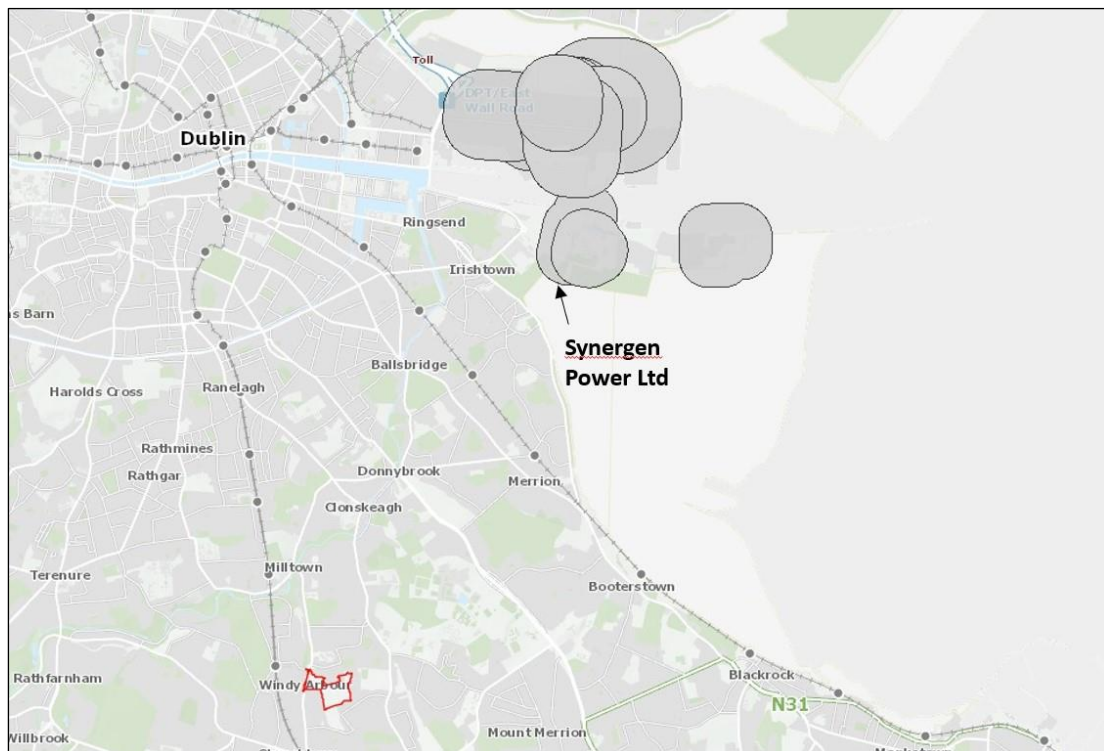 Toll
DPT/East
Wall Road
Dublin
Ringsend
Irishtown
s Barn
Synergen
Power Ltd
Ballsbridge
Harolds Cross
Ranelagh
Rathmines
Rathgar
Donnybrook
Merrion
Clonskeagh
Milltown
Terenure
Booterstown
Rathfarnham
Windy Arbour
Blackrock
N31
Willbrook
Mount Merrion